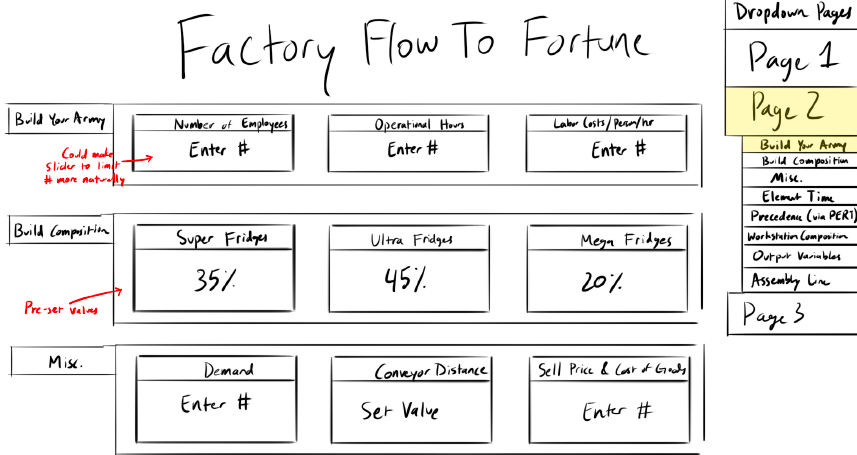 Factory Flow To Fortune
Build Your Army
Number of Employees
Enter #
Operational Hours
Enter #
Labor Costs/Person/hr
Enter #
Could make
slider to limit
# more naturally
Build Composition
Super Fridges
35%
Ultra Fridges
45%
Mega Fridges
20%
Pre-set values
Misc.
Demand
Enter #
Conveyor Distance
Set Value
Sell Price & Cost of Goods
Enter #
Dropdown Pages
Page 1
Page 2
Build Your Army
Build Composition
Misc.
Element Time
Precedence (via PERT)
Workstation Composition
Output Variables
Assembly Line
Page 3